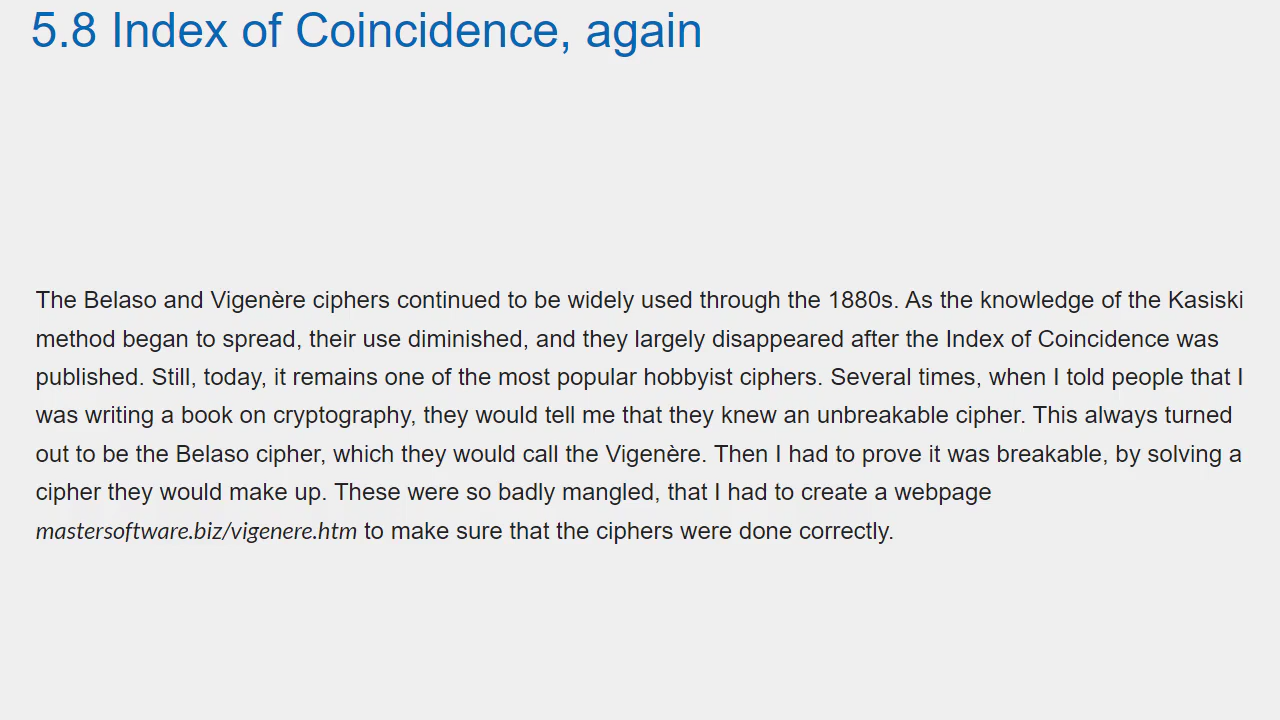 5.8 Index of Coincidence, again
The Belaso and Vigenère ciphers continued to be widely used through the 1880s. As the knowledge of the Kasiski
method began to spread, their use diminished, and they largely disappeared after the Index of Coincidence was
published. Still, today, it remains one of the most popular hobbyist ciphers. Several times, when I told people that I
was writing a book on cryptography, they would tell me that they knew an unbreakable cipher. This always turned
out to be the Belaso cipher, which they would call the Vigenère. Then I had to prove it was breakable, by solving a
cipher they would make up. These were so badly mangled, that I had to create a webpage
mastersoftware.biz/vigenere.htm to make sure that the ciphers were done correctly.